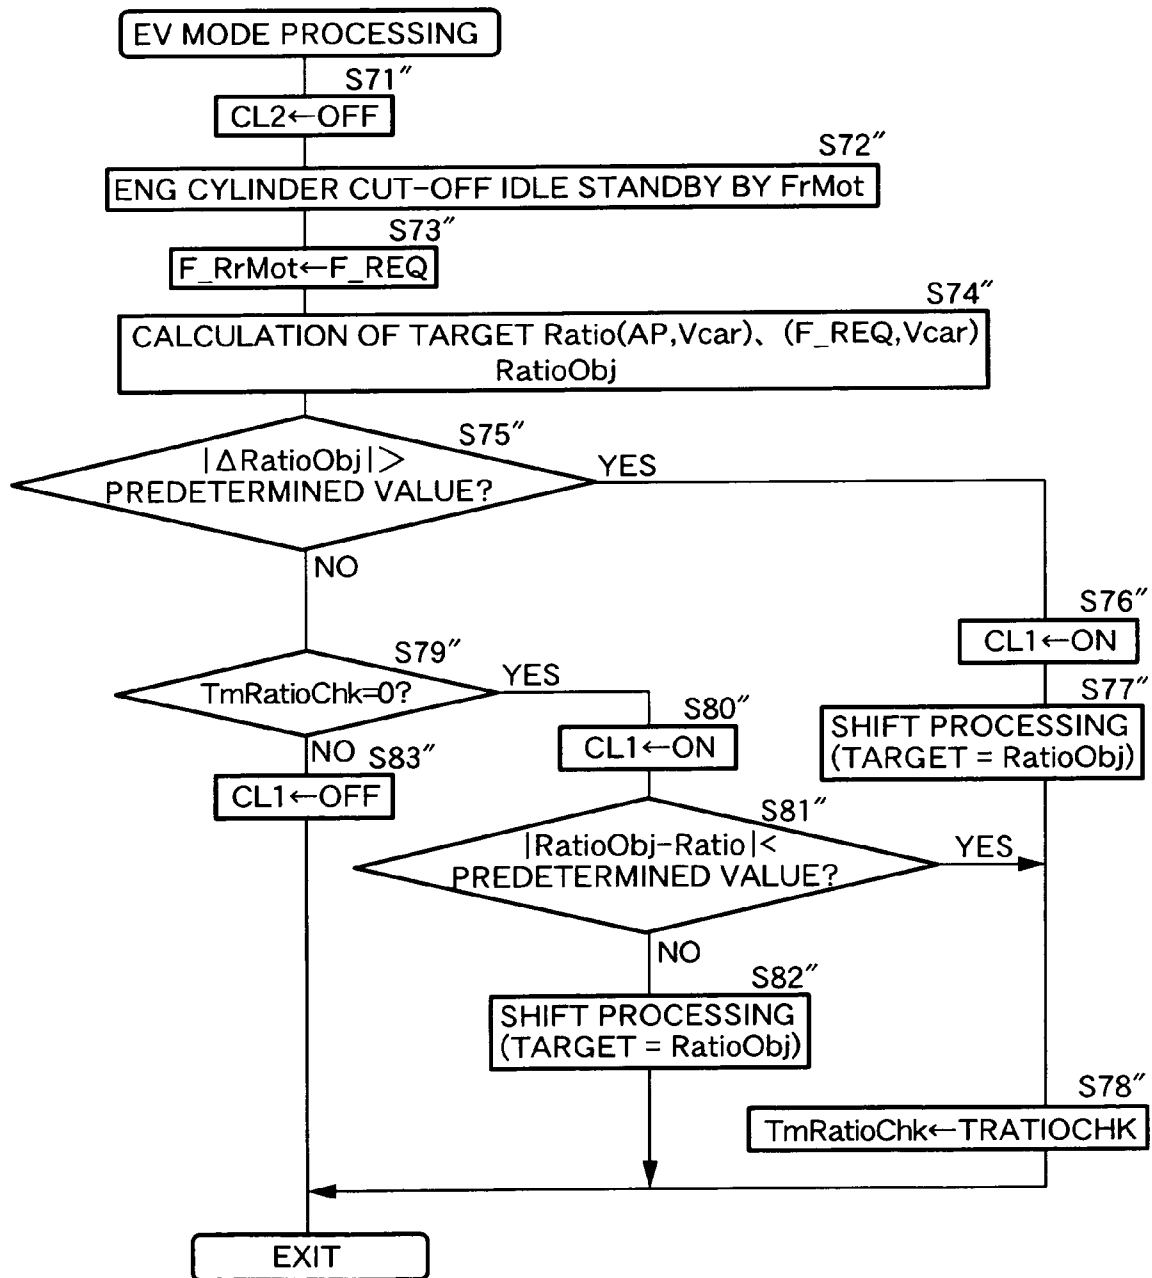 EV MODE PROCESSING
S71″
CL2←OFF
S72″
ENG CYLINDER CUT-OFF IDLE STANDBY BY FrMot
S73″
F_RrMot←F_REQ
S74″
CALCULATION OF TARGET Ratio(AP,Vcar)、(F_REQ,Vcar)
RatioObj
S75″
|ΔRatioObj|>
PREDETERMINED VALUE?
YES
NO
S76″
CL1←ON
S77″
SHIFT PROCESSING
(TARGET = RatioObj)
S79″
TmRatioChk=0?
YES
NO
S80″
CL1←ON
S83″
CL1←OFF
S81″
|RatioObj-Ratio|<
PREDETERMINED VALUE?
YES
NO
S82″
SHIFT PROCESSING
(TARGET = RatioObj)
S78″
TmRatioChk←TRATIOCHK
EXIT